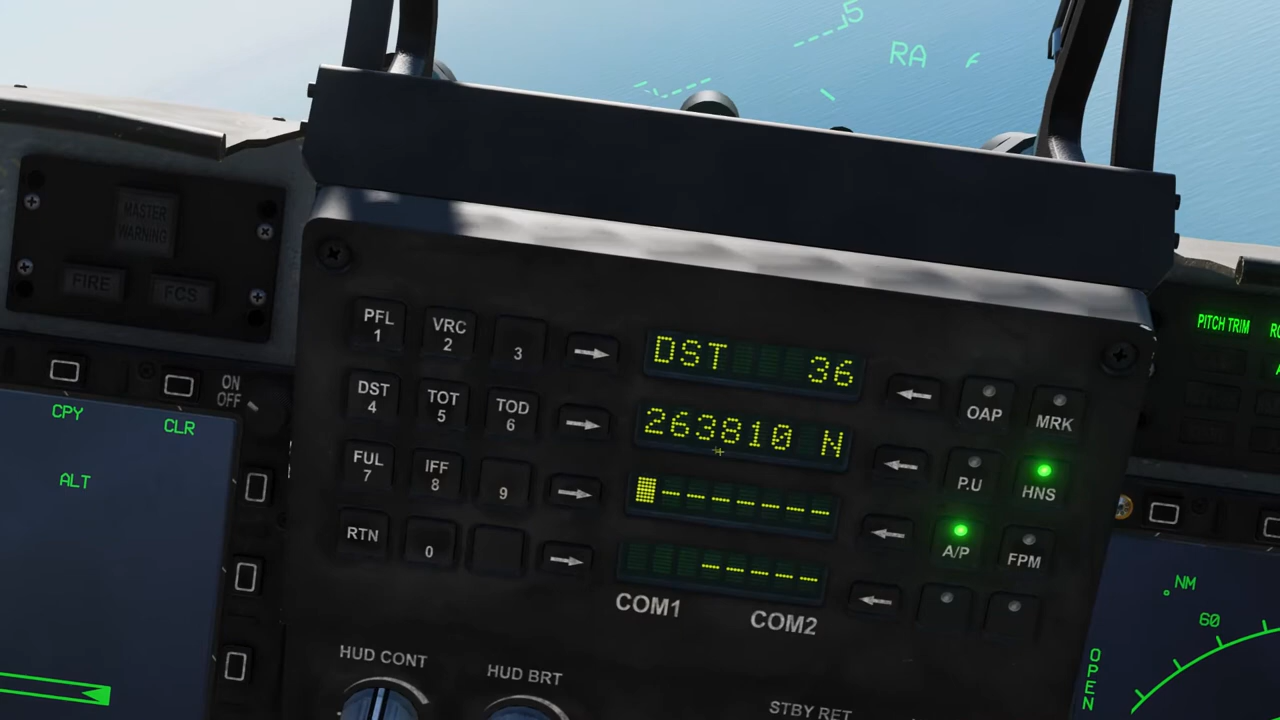 5
RA
F
MASTER
WARNING
FIRE
FCS
PFL
1
VRC
2
3
DST 36
PITCH TRIM
DST
4
TOT
5
TOD
6
263810 N
OAP
MRK
ON
OFF
CPY
CLR
ALT
FUL
7
IFF
8
9
-------
P.U
HNS
RTN
0
-----
A/P
FPM
COM1
COM2
NM
60
OPEN
HUD CONT
HUD BRT
STBY RET